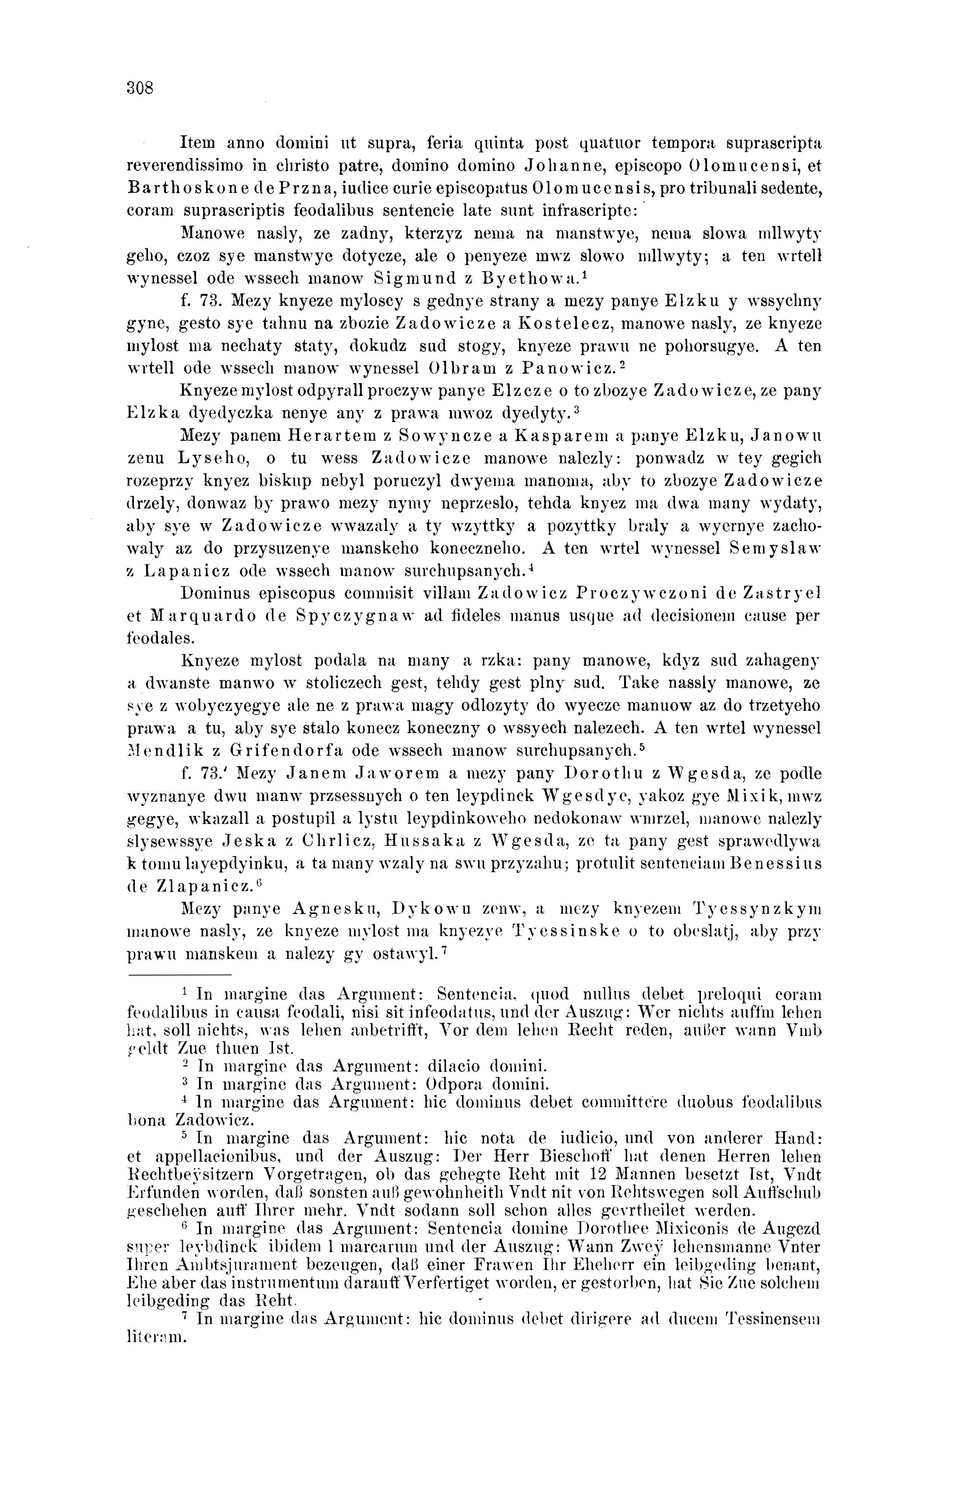 308
Item anno domini ut supra, feria quinta post quatuor tempora suprascripta
reverendissimo in christo patre, domino domino Johanne, episcopo Olomucensi, et
Barthoskone de Przna, iudice curie episcopatus Olomucensis, pro tribunali sedente,
coram suprascriptis feodalibus sentencie late sunt infrascripte:
Manowe nasly, ze zadny, kterzyz nema na manstwye, nema slowa mllwyty
geho, czoz sye manstwye dotycze, ale o penyeze mwz slowo mllwyty; a ten wrtell
wynessel ode wssech manow Sigmund z Byethowa.¹
f. 73. Mezy knyeze myloscy s gednye strany a mezy panye Elzku y wssychny
gyne, gesto sye tahnu na zbozie Zadowicze a Kostelecz, manowe nasly, ze knyeze
mylost ma nechaty staty, dokudz sud stogy, knyeze prawu ne pohorsugye. A ten
wrtell ode wssech manow wynessel Olbram z Panowicz.²
Knyeze mylost odpyrall proczyw panye Elzcze o to zbozye Zadowicze, ze pany
Elzka dyedyczka nenye any z prawa mwoz dyedyty.³
Mezy panem Herartem z Sowyncze a Kasparem a panye Elzku, Janowu
zenu Lyseho, o tu wess Zadowicze manowe nalezly: ponwadz w tey gegich
rozeprzy knyez biskup nebyl poruczyl dwyema manoma, aby to zbozye Zadowicze
drzely, donwaz by prawo mezy nymy neprzeslo, tehda knyez ma dwa many wydaty,
aby sye w Zadowicze wwazaly a ty wzyttky a pozyttky braly a wyernye zacho-
waly az do przysuzenye manskeho koneczneho. A ten wrtel wynessel Semyslaw
z Lapanicz ode wssech manow surchupsanych.⁴
Dominus episcopus commisit villam Zadowicz Proczywczoni de Zastryel
et Marquardo de Spyczygnaw ad fideles manus usque ad decisionem cause per
feodales.
Knyeze mylost podala na many a rzka: pany manowe, kdyz sud zahageny
a dwanste manwo w stoliczech gest, tehdy gest plny sud. Take nassly manowe, ze
sye z wobyczyegye ale ne z prawa magy odlozyty do wyecze manuow az do trzetyeho
prawa a tu, aby sye stalo konecz koneczny o wssyech nalezech. A ten wrtel wynessel
Mendlik z Grifendorfa ode wssech manow surchupsanych.⁵
f. 73.' Mezy Janem Jaworem a mezy pany Dorothu z Wgesda, ze podle
wyznanye dwu manw przsessnych o ten leypdinck Wgesdye, yakoz gye Mixik, mwz
gegye, wkazall a postupil a lystu leypdinkoweho nedokonaw wmrzel, manowe nalezly
slysewssye Jeska z Chrlicz, Hussaka z Wgesda, ze ta pany gest sprawedlywa
k tomu layepdyinku, a ta many wzaly na swu przyzahu; protulit sentenciam Benessius
de Zlapanicz.⁶
Mezy panye Agnesku, Dykowu zenw, a mezy knyezem Tyessynzkym
manowe nasly, ze knyeze mylost ma knyezye Tyessinske o to obeslatj, aby przy
prawu manskem a nalezy gy ostawyl.⁷
¹ In margine das Argument: Sentencia, quod nullus debet preloqui coram
feodalibus in causa feodali, nisi sit infeodatus, und der Auszug: Wer nichts auffm lehen
hat, soll nichts, was lehen anbetrifft, Vor dem lehen Recht reden, außer wann Vmb
geldt Zue thuen Ist.
² In margine das Argument: dilacio domini.
³ In margine das Argument: Odpora domini.
⁴ In margine das Argument: hic dominus debet committere duobus feodalibus
bona Zadowicz.
⁵ In margine das Argument: hic nota de iudicio, und von anderer Hand:
et appellacionibus, und der Auszug: Der Herr Bieschoff hat denen Herren lehen
Rechtbeÿsitzern Vorgetragen, ob das gehegte Reht mit 12 Mannen besetzt Ist, Vndt
Erfunden worden, daß sonsten auß gewohnheith Vndt nit von Rehtswegen soll Auffschub
geschehen auff Ihrer mehr. Vndt sodann soll schon alles gevrtheilet werden.
⁶ In margine das Argument: Sentencia domine Dorothee Mixiconis de Augezd
super leybdinck ibidem l marcarum und der Auszug: Wann Zweÿ lehensmanne Vnter
Ihren Ambtsjurament bezeugen, daß einer Frawen Ihr Eheherr ein leibgeding benant,
Ehe aber das instrumentum darauff Verfertiget worden, er gestorben, hat Sie Zue solchem
leibgeding das Reht.
⁷ In margine das Argument: hic dominus debet dirigere ad ducem Tessinensem
literam.